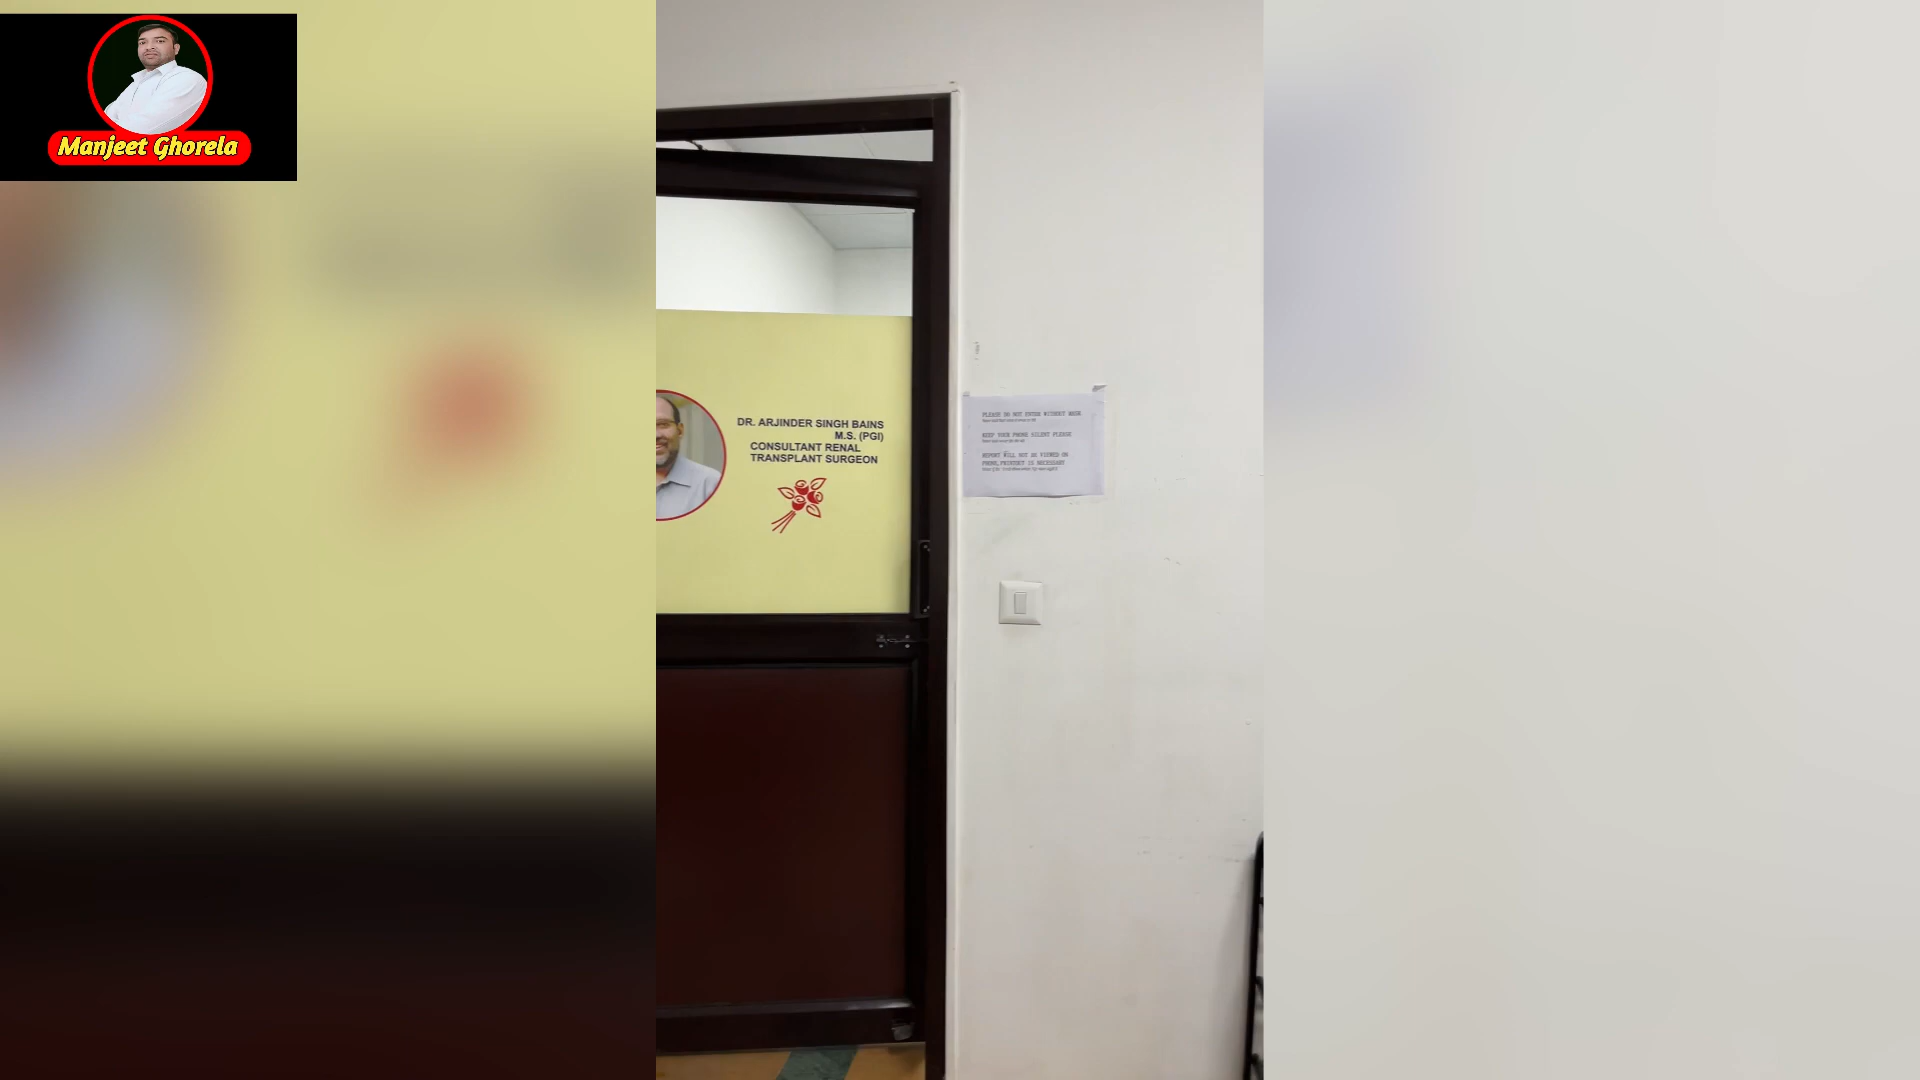 Manjeet Ghorela
DR. ARJINDER SINGH BAINS
M.S. (PGI)
CONSULTANT RENAL
TRANSPLANT SURGEON
PLEASE DO NOT ENTER WITHOUT MASK
KEEP YOUR PHONE SILENT PLEASE
REPORT WILL NOT BE VIEWED ON
PHONE, PRINTOUT IS NECESSARY